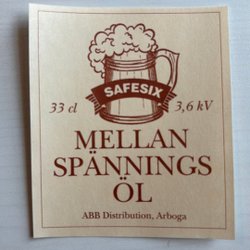 SAFESIX
33 cl 3,6 kV
MELLAN
SPÄNNINGS
ÖL
ABB Distribution, Arboga